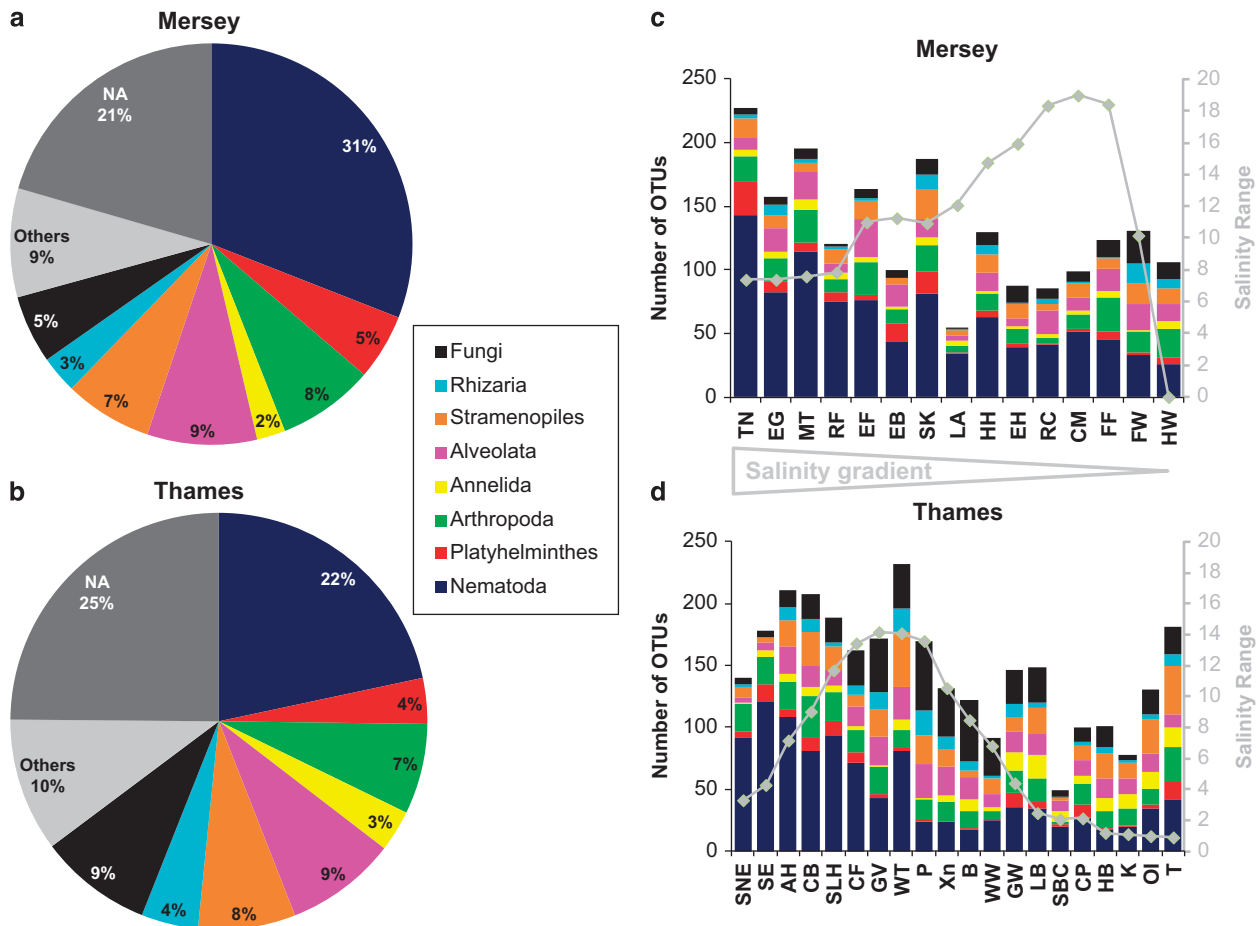 a
Mersey
NA
21%
31%
Others
9%
5%
5%
3%
8%
7%
2%
9%
Fungi
Rhizaria
Stramenopiles
Alveolata
Annelida
Arthropoda
Platyhelminthes
Nematoda
b
Thames
NA
25%
22%
4%
Others
10%
7%
3%
9%
9%
4%
8%
c
Mersey
Number of OTUs
250
200
150
100
50
0
20
18
16
14
12
10
8
6
4
2
0
Salinity Range
TN EG MT RF EF EB SK LA HH EH RC CM FF FW HW
Salinity gradient
d
Thames
Number of OTUs
250
200
150
100
50
0
20
18
16
14
12
10
8
6
4
2
0
Salinity Range
SNE SE AH CB SLH CF GV WT P Xn B WW GW LB SBC CP HB K OI T